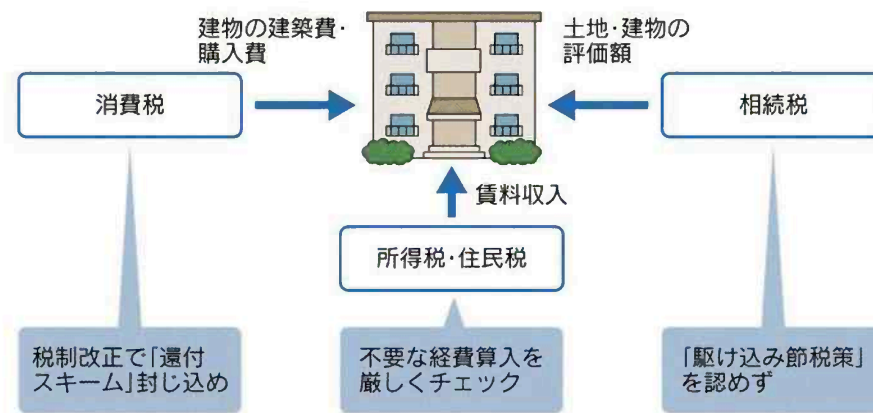 建物の建築費・
購入費
土地・建物の
評価額
消費税
相続税
賃料収入
所得税・住民税
税制改正で「還付
スキーム」封じ込め
不要な経費算入を
厳しくチェック
「駆け込み節税策」
を認めず